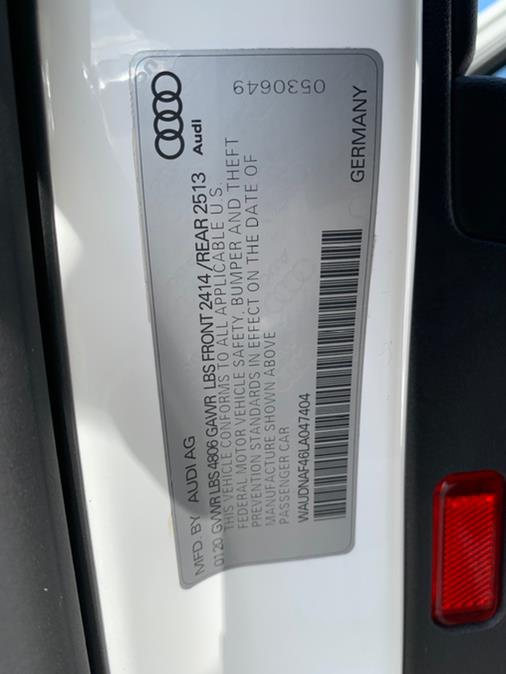 MFD. BY AUDI AG
Audi
0120 GVWR LBS 4806 GAWR LBS FRONT 2414 / REAR 2513
THIS VEHICLE CONFORMS TO ALL APPLICABLE U.S.
FEDERAL MOTOR VEHICLE SAFETY, BUMPER AND THEFT
PREVENTION STANDARDS IN EFFECT ON THE DATE OF
MANUFACTURE SHOWN ABOVE
PASSENGER CAR
0530649
WAUDNAF46LA047404
GERMANY